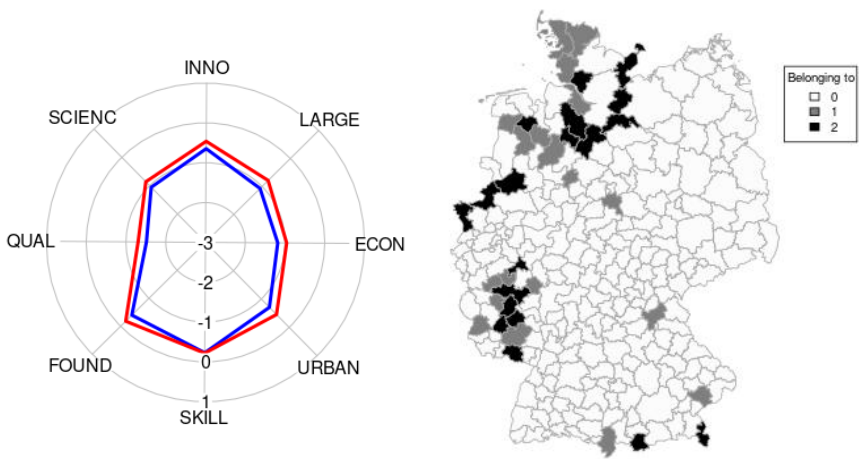 INNO
SCIENC
LARGE
QUAL
-3
ECON
-2
-1
FOUND
0
URBAN
1
SKILL
Belonging to
0
1
2